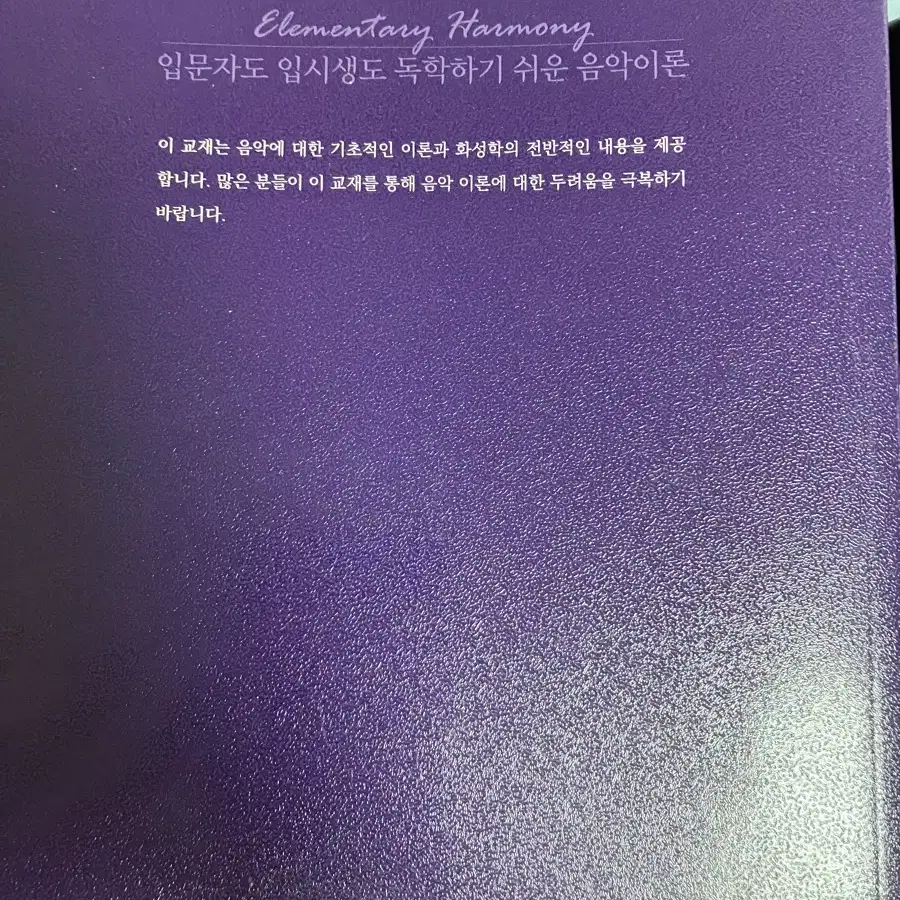 Elementary Harmony
입문자도 입시생도 독학하기 쉬운 음악이론
이 교재는 음악에 대한 기초적인 이론과 화성학의 전반적인 내용을 제공
합니다. 많은 분들이 이 교재를 통해 음악 이론에 대한 두려움을 극복하기
바랍니다.